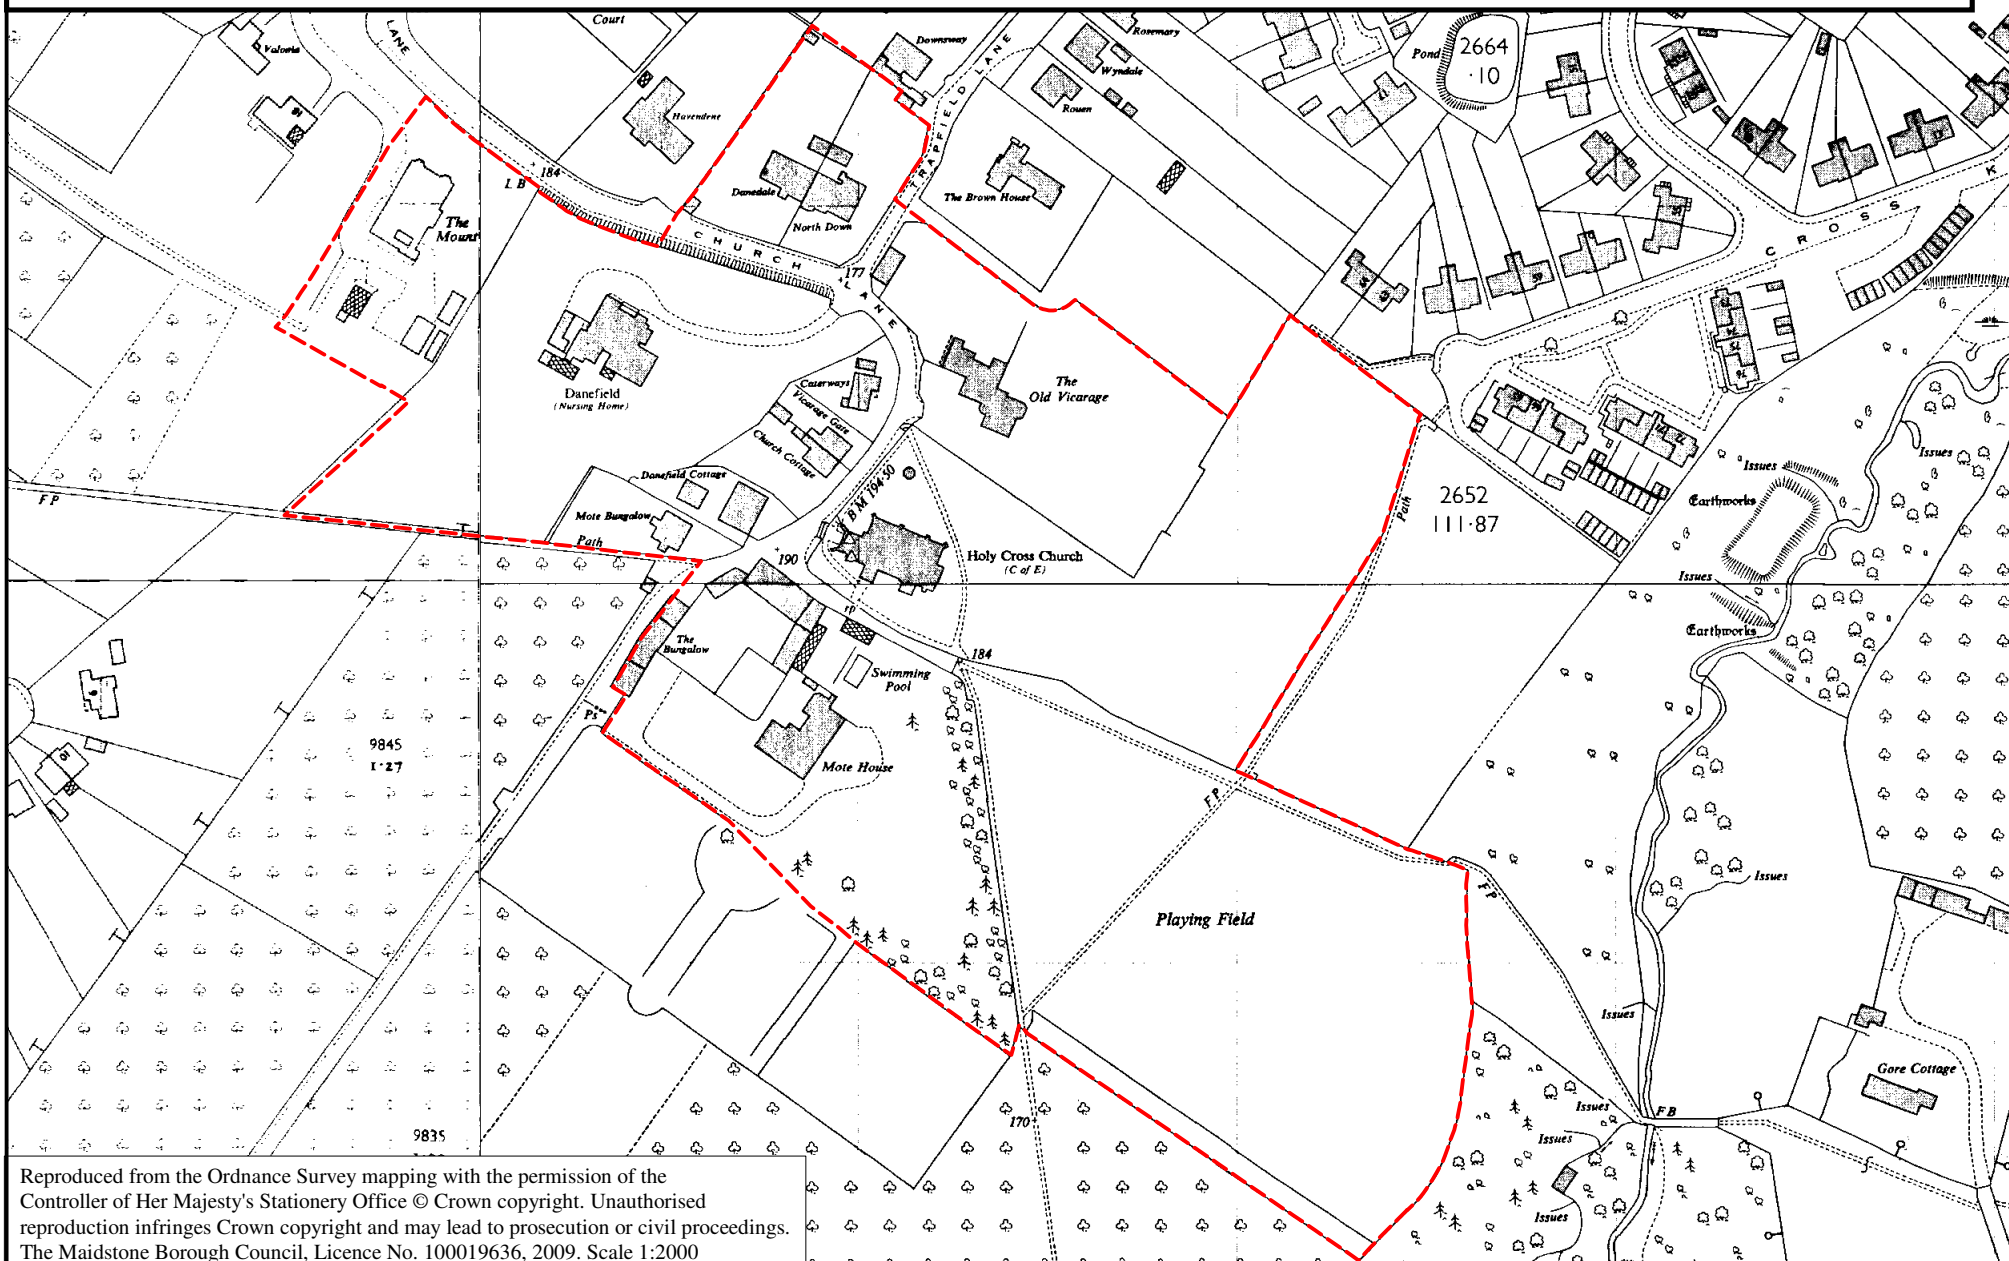 Court
LANE
Valonia
Downsway
TRAPFIELD LANE
Rosemary
Wyndale
Rouen
Pond
2664
·10
Havendene
The
Mount
L B
184
Danedale
North Down
The Brown House
CHURCH LANE
177
CROSS
K
Danefield
(Nursing Home)
Caterways
Vicarage Gate
Church Cottage
The
Old Vicarage
Danefield Cottage
Mote Bungalow
B M 194·50
F P
Path
190
Holy Cross Church
(C of E)
Path
2652
111·87
Issues
Issues
Earthworks
Issues
Earthworks
The
Bungalow
184
Swimming
Pool
Ps
Mote House
9845
1·27
F P
F P
Issues
Playing Field
Issues
Gore Cottage
170
Issues
F B
Issues
9835
Issues
Reproduced from the Ordnance Survey mapping with the permission of the
Controller of Her Majesty's Stationery Office © Crown copyright. Unauthorised
reproduction infringes Crown copyright and may lead to prosecution or civil proceedings.
The Maidstone Borough Council, Licence No. 100019636, 2009. Scale 1:2000